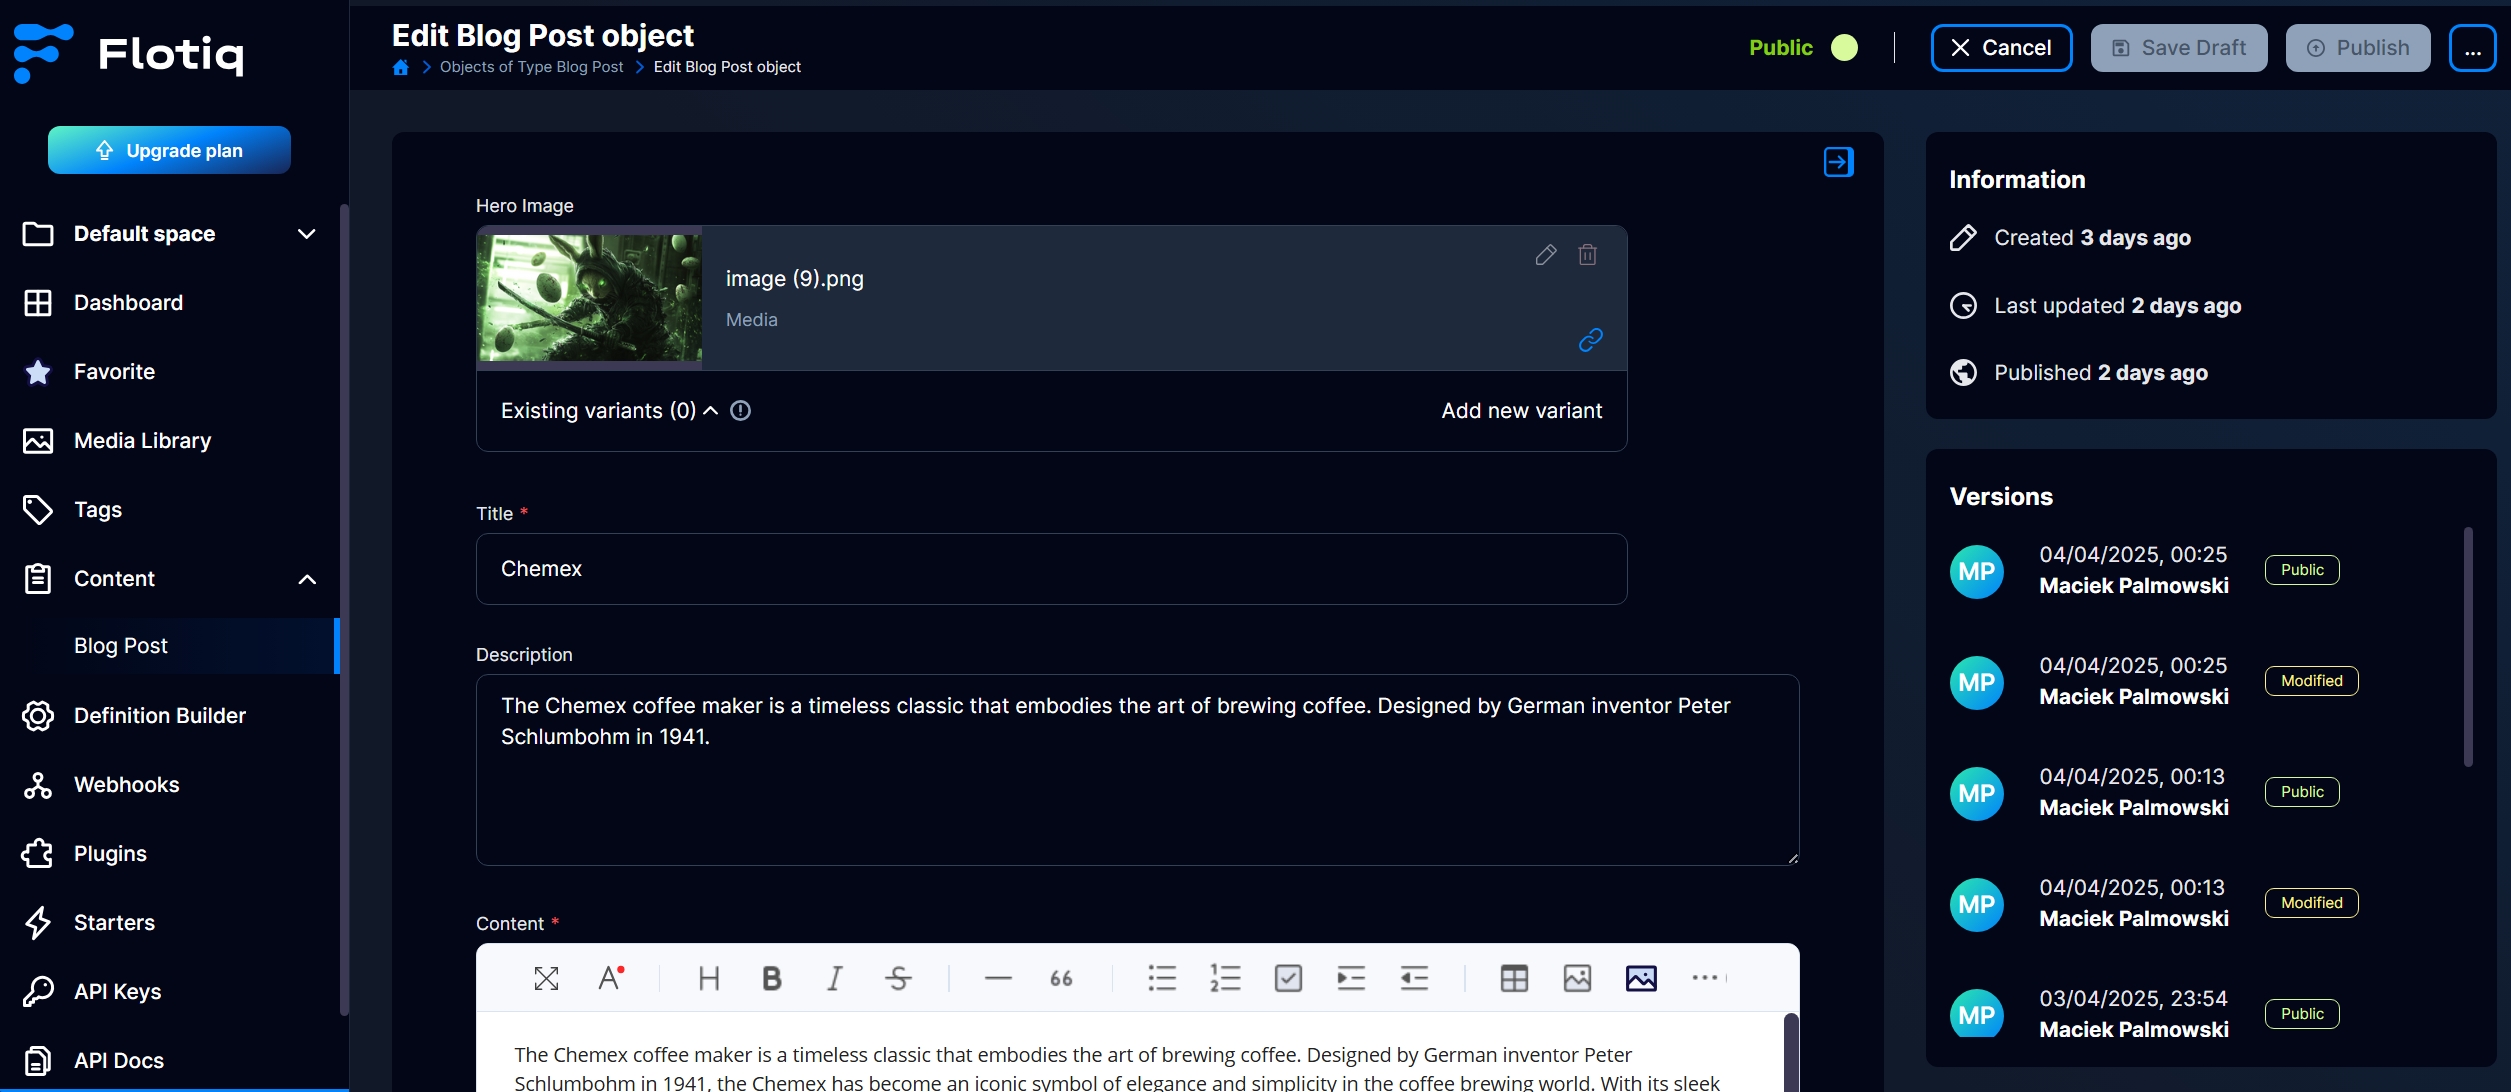 Flotiq
Upgrade plan
Default space
Dashboard
Favorite
Media Library
Tags
Content
Blog Post
Definition Builder
Webhooks
Plugins
Starters
API Keys
API Docs
Edit Blog Post object
Objects of Type Blog Post
Edit Blog Post object
Public
Cancel
Save Draft
Publish
...
Hero Image
image (9).png
Media
Existing variants (0)
Add new variant
Title *
Chemex
Description
The Chemex coffee maker is a timeless classic that embodies the art of brewing coffee. Designed by German inventor Peter
Schlumbohm in 1941.
Content *
The Chemex coffee maker is a timeless classic that embodies the art of brewing coffee. Designed by German inventor Peter
Schlumbohm in 1941, the Chemex has become an iconic symbol of elegance and simplicity in the coffee brewing world. With its sleek
Information
Created 3 days ago
Last updated 2 days ago
Published 2 days ago
Versions
MP
04/04/2025, 00:25
Maciek Palmowski
Public
MP
04/04/2025, 00:25
Maciek Palmowski
Modified
MP
04/04/2025, 00:13
Maciek Palmowski
Public
MP
04/04/2025, 00:13
Maciek Palmowski
Modified
MP
03/04/2025, 23:54
Maciek Palmowski
Public